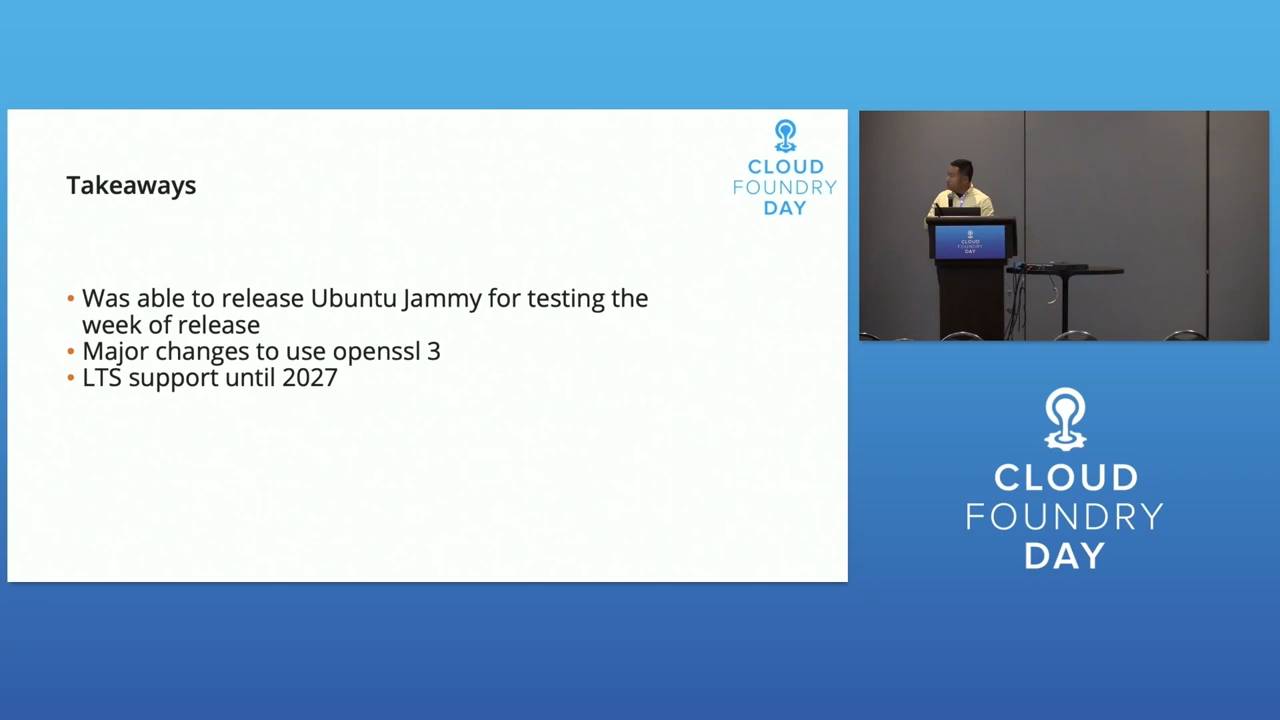 Takeaways
• Was able to release Ubuntu Jammy for testing the
week of release
• Major changes to use openssl 3
• LTS support until 2027
CLOUD
FOUNDRY
DAY
CLOUD
FOUNDRY
DAY
CLOUD
FOUNDRY
DAY